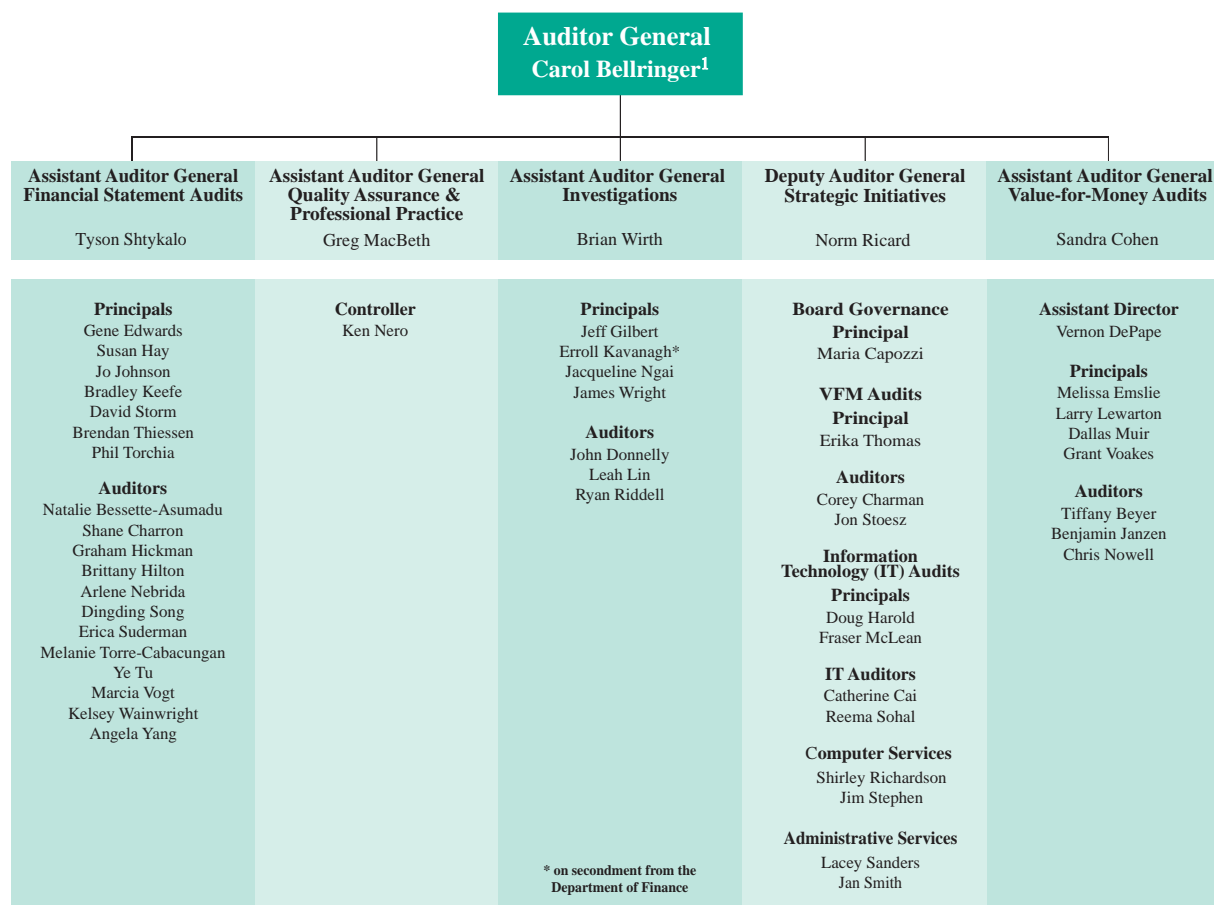 Auditor General
Carol Bellringer1
Assistant Auditor General
Financial Statement Audits
Tyson Shtykalo
Assistant Auditor General
Quality Assurance &
Professional Practice
Greg MacBeth
Assistant Auditor General
Investigations
Brian Wirth
Deputy Auditor General
Strategic Initiatives
Norm Ricard
Assistant Auditor General
Value-for-Money Audits
Sandra Cohen
Principals
Gene Edwards
Susan Hay
Jo Johnson
Bradley Keefe
David Storm
Brendan Thiessen
Phil Torchia
Auditors
Natalie Bessette-Asumadu
Shane Charron
Graham Hickman
Brittany Hilton
Arlene Nebrida
Dingding Song
Erica Suderman
Melanie Torre-Cabacungan
Ye Tu
Marcia Vogt
Kelsey Wainwright
Angela Yang
Controller
Ken Nero
Principals
Jeff Gilbert
Erroll Kavanagh*
Jacqueline Ngai
James Wright
Auditors
John Donnelly
Leah Lin
Ryan Riddell
* on secondment from the
Department of Finance
Board Governance
Principal
Maria Capozzi
VFM Audits
Principal
Erika Thomas
Auditors
Corey Charman
Jon Stoesz
Information
Technology (IT) Audits
Principals
Doug Harold
Fraser McLean
IT Auditors
Catherine Cai
Reema Sohal
Computer Services
Shirley Richardson
Jim Stephen
Administrative Services
Lacey Sanders
Jan Smith
Assistant Director
Vernon DePape
Principals
Melissa Emslie
Larry Lewarton
Dallas Muir
Grant Voakes
Auditors
Tiffany Beyer
Benjamin Janzen
Chris Nowell